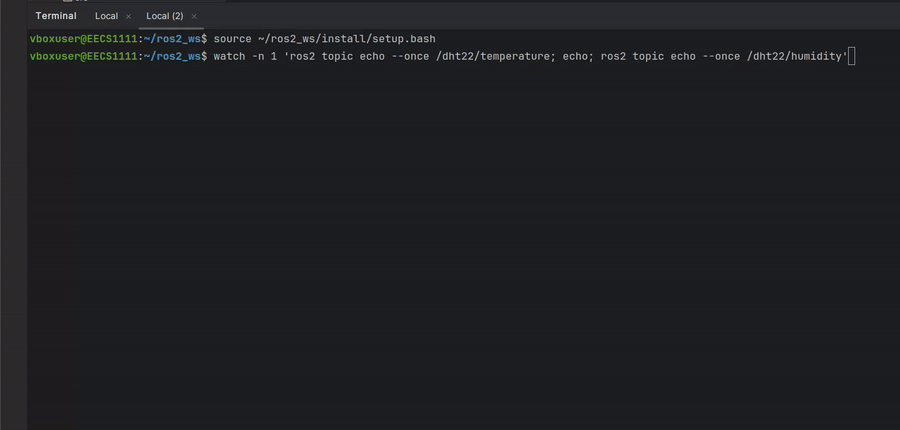 Terminal Local × Local (2) ×
vboxuser@EECS1111:~/ros2_ws$ source ~/ros2_ws/install/setup.bash
vboxuser@EECS1111:~/ros2_ws$ watch -n 1 'ros2 topic echo --once /dht22/temperature; echo; ros2 topic echo --once /dht22/humidity'